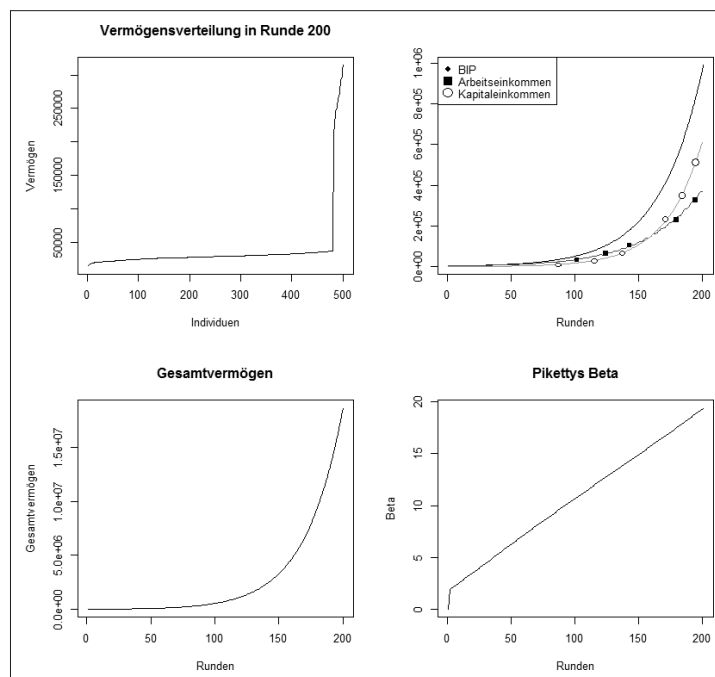 Vermögensverteilung in Runde 200
Vermögen
50000
150000
250000
0
100
200
300
400
500
Individuen
BIP
Arbeitseinkommen
Kapitaleinkommen
0e+00
2e+05
4e+05
6e+05
8e+05
1e+06
0
50
100
150
200
Runden
Gesamtvermögen
Gesamtvermögen
0.0e+00
5.0e+06
1.0e+07
1.5e+07
0
50
100
150
200
Runden
Pikettys Beta
Beta
0
5
10
15
20
0
50
100
150
200
Runden